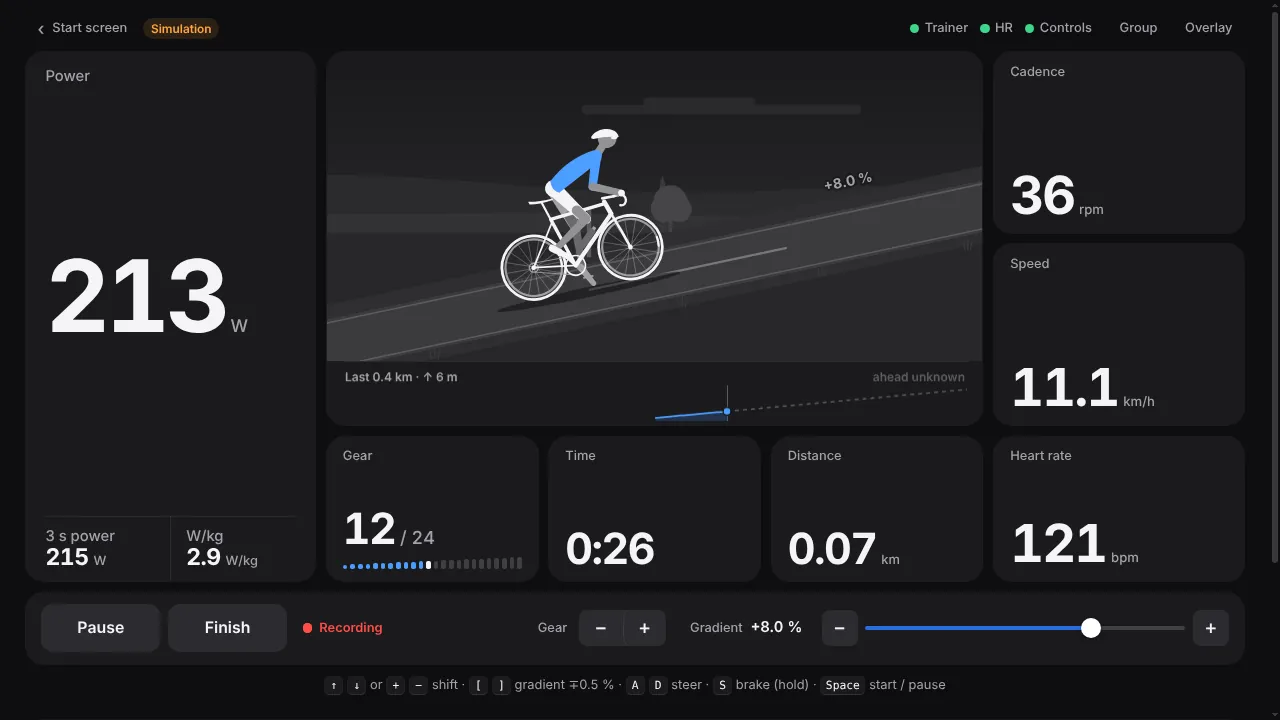 ‹ Start screen
Simulation
Trainer
HR
Controls
Group
Overlay
Power
213 W
3 s power
215 W
W/kg
2.9 W/kg
+8.0 %
Last 0.4 km · ↑ 6 m
ahead unknown
Cadence
36 rpm
Speed
11.1 km/h
Gear
12 / 24
Time
0:26
Distance
0.07 km
Heart rate
121 bpm
Pause
Finish
Recording
Gear
−
+
Gradient +8.0 %
−
+
↑ ↓ or + − shift · [ ] gradient ∓0.5 % · A D steer · S brake (hold) · Space start / pause